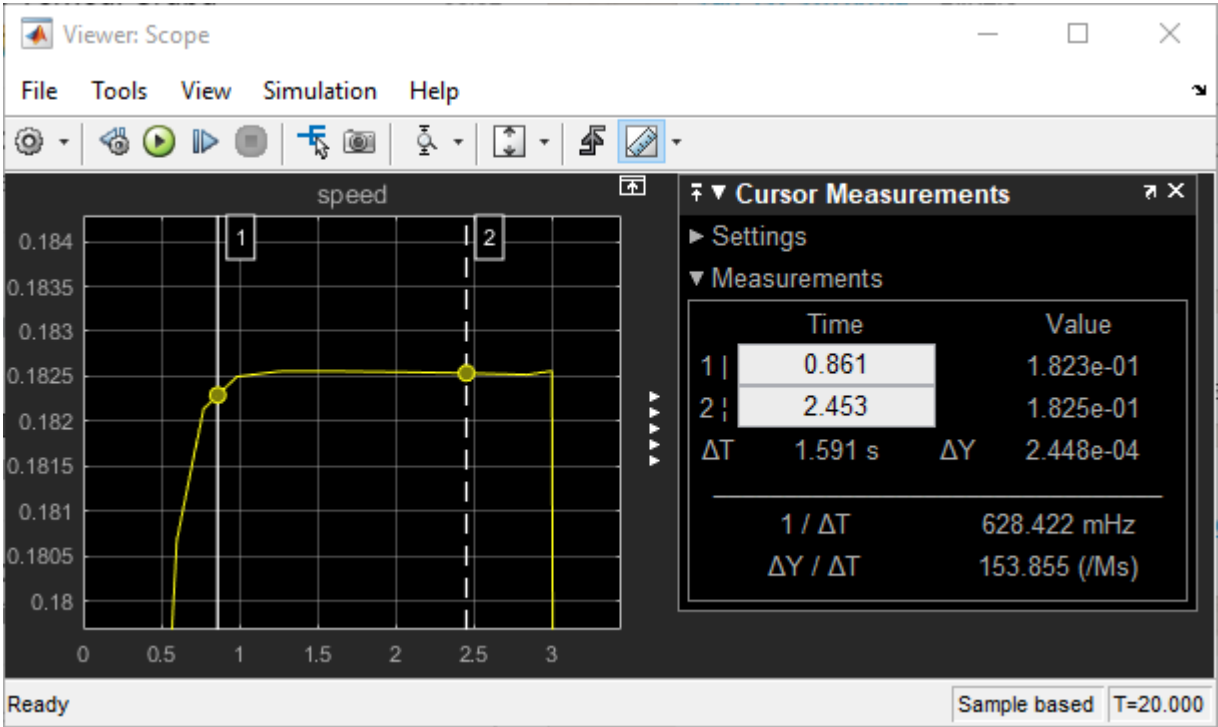 Viewer: Scope
File Tools View Simulation Help
speed
1
2
0.184
0.1835
0.183
0.1825
0.182
0.1815
0.181
0.1805
0.18
0 0.5 1 1.5 2 2.5 3
Cursor Measurements
Settings
Measurements
Time Value
1 | 0.861 1.823e-01
2 ¦ 2.453 1.825e-01
ΔT 1.591 s ΔY 2.448e-04
1 / ΔT 628.422 mHz
ΔY / ΔT 153.855 (/Ms)
Ready Sample based T=20.000